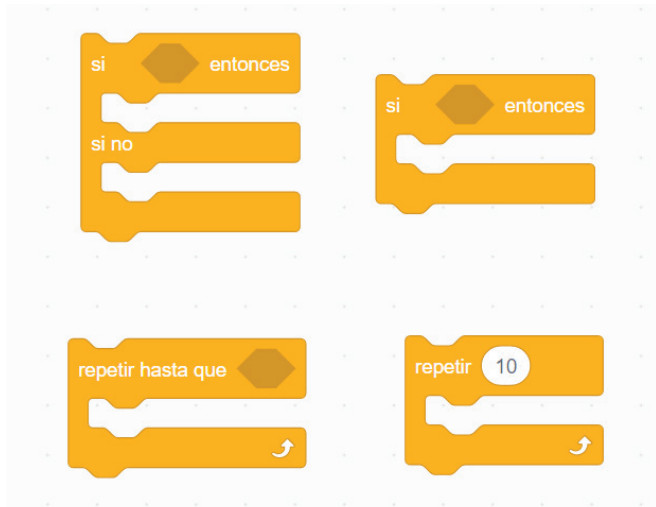 si entonces
si no
si entonces
repetir hasta que
repetir 10